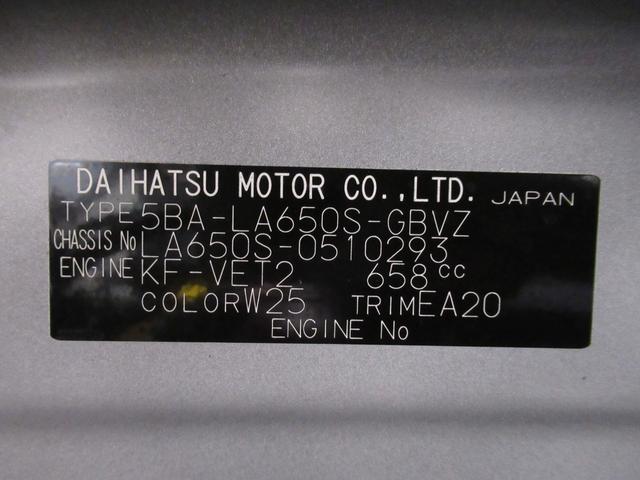 DAIHATSU MOTOR CO.,LTD. JAPAN
TYPE 5BA-LA650S-GBVZ
CHASSIS No LA650S-0510293
ENGINE KF-VET2 658cc
COLOR W25 TRIM EA20
ENGINE No